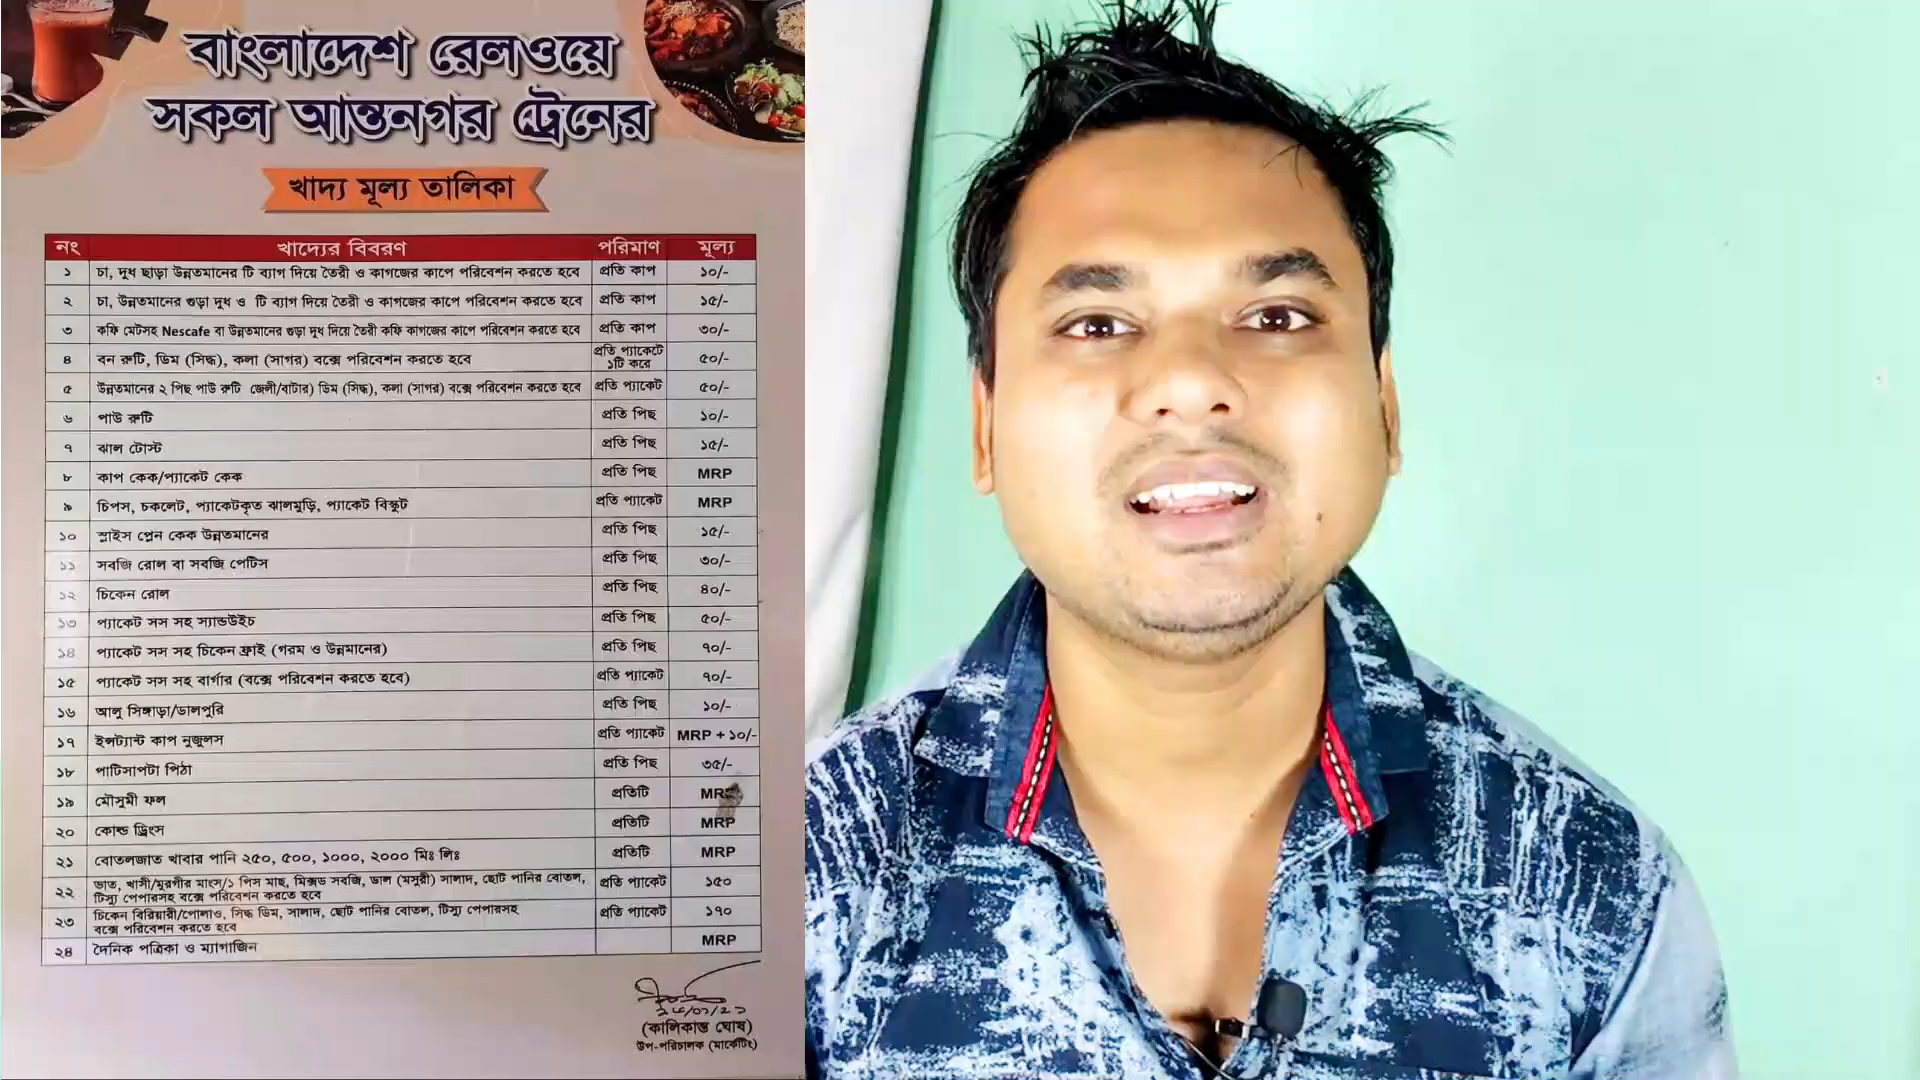 বাংলাদেশ রেলওয়ে
সকল আন্তনগর ট্রেনের
খাদ্য মূল্য তালিকা
নং খাদ্যের বিবরণ পরিমাণ মূল্য
১ চা, দুধ ছাড়া উন্নতমানের টি ব্যাগ দিয়ে তৈরী ও কাগজের কাপে পরিবেশন করতে হবে প্রতি কাপ ১০/-
২ চা, উন্নতমানের গুড়া দুধ ও টি ব্যাগ দিয়ে তৈরী ও কাগজের কাপে পরিবেশন করতে হবে প্রতি কাপ ১৫/-
৩ কফি মেটসহ Nescafe বা উন্নতমানের গুড়া দুধ দিয়ে তৈরী কফি কাগজের কাপে পরিবেশন করতে হবে প্রতি কাপ ৩০/-
৪ বন রুটি, ডিম (সিদ্ধ), কলা (সাগর) বক্সে পরিবেশন করতে হবে প্রতি প্যাকেটে ১টি করে ৫০/-
৫ উন্নতমানের ২ পিছ পাউ রুটি জেলী/বাটার) ডিম (সিদ্ধ), কলা (সাগর) বক্সে পরিবেশন করতে হবে প্রতি প্যাকেট ৫০/-
৬ পাউ রুটি প্রতি পিছ ১০/-
৭ ঝাল টোস্ট প্রতি পিছ ১৫/-
৮ কাপ কেক/প্যাকেট কেক প্রতি পিছ MRP
৯ চিপস, চকলেট, প্যাকেটকৃত ঝালমুড়ি, প্যাকেট বিস্কুট প্রতি প্যাকেট MRP
১০ স্লাইস প্লেন কেক উন্নতমানের প্রতি পিছ ১৫/-
১১ সবজি রোল বা সবজি পেটিস প্রতি পিছ ৩০/-
১২ চিকেন রোল প্রতি পিছ ৪০/-
১৩ প্যাকেট সস সহ স্যান্ডউইচ প্রতি পিছ ৫০/-
১৪ প্যাকেট সস সহ চিকেন ফ্রাই (গরম ও উন্নমানের) প্রতি পিছ ৭০/-
১৫ প্যাকেট সস সহ বার্গার (বক্সে পরিবেশন করতে হবে) প্রতি প্যাকেট ৭০/-
১৬ আলু সিঙ্গাড়া/ডালপুরি প্রতি পিছ ১০/-
১৭ ইন্সট্যান্ট কাপ নুডুলস প্রতি প্যাকেট MRP + ১০/-
১৮ পাটিসাপটা পিঠা প্রতি পিছ ৩৫/-
১৯ মৌসুমী ফল প্রতিটি MRP
২০ কোল্ড ড্রিংস প্রতিটি MRP
২১ বোতলজাত খাবার পানি ২৫০, ৫০০, ১০০০, ২০০০ মিঃ লিঃ প্রতিটি MRP
২২ ভাত, খাসী/মুরগীর মাংস/১ পিস মাছ, মিক্সড সবজি, ডাল (মসুরী) সালাদ, ছোট পানির বোতল, প্রতি প্যাকেট ১৫০
টিস্যু পেপারসহ বক্সে পরিবেশন করতে হবে
২৩ চিকেন বিরিয়ারী/পোলাও, সিদ্ধ ডিম, সালাদ, ছোট পানির বোতল, টিস্যু পেপারসহ প্রতি প্যাকেট ১৭০
বক্সে পরিবেশন করতে হবে
২৪ দৈনিক পত্রিকা ও ম্যাগাজিন MRP
(কালিকান্ত ঘোষ)
উপ-পরিচালক (মার্কেটিং)